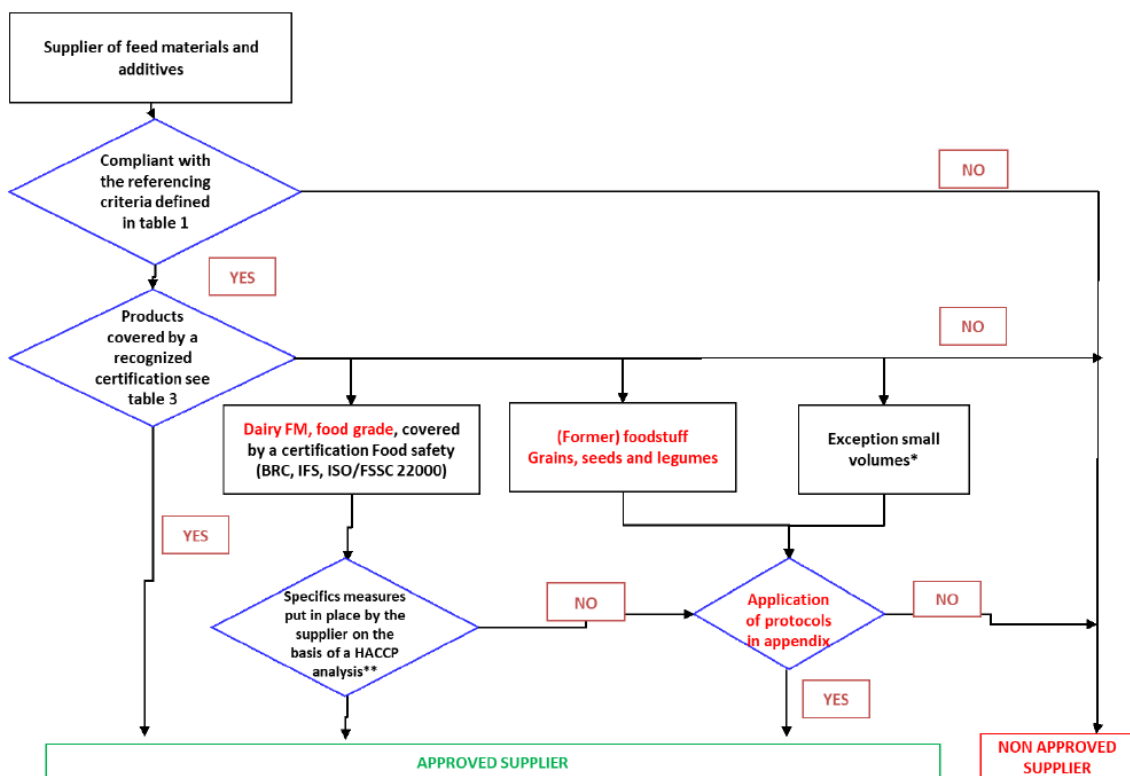 Supplier of feed materials and
additives
Compliant with
the referencing
criteria defined
in table 1
NO
YES
Products
covered by a
recognized
certification see
table 3
NO
Dairy FM, food grade, covered
by a certification Food safety
(BRC, IFS, ISO/FSSC 22000)
(Former) foodstuff
Grains, seeds and legumes
Exception small
volumes*
YES
Specifics measures
put in place by the
supplier on the
basis of a HACCP
analysis**
NO
Application
of protocols
in appendix
NO
YES
APPROVED SUPPLIER
NON APPROVED
SUPPLIER